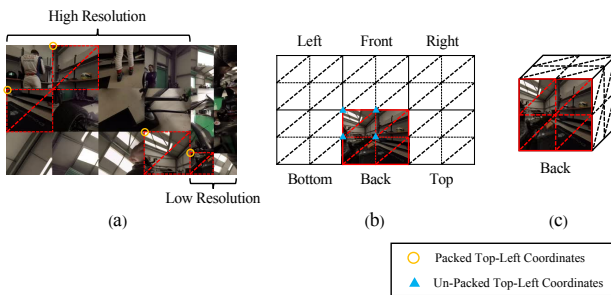 High Resolution
Low Resolution
(a)
Left Front Right
Bottom Back Top
(b)
Back
(c)
Packed Top-Left Coordinates
Un-Packed Top-Left Coordinates